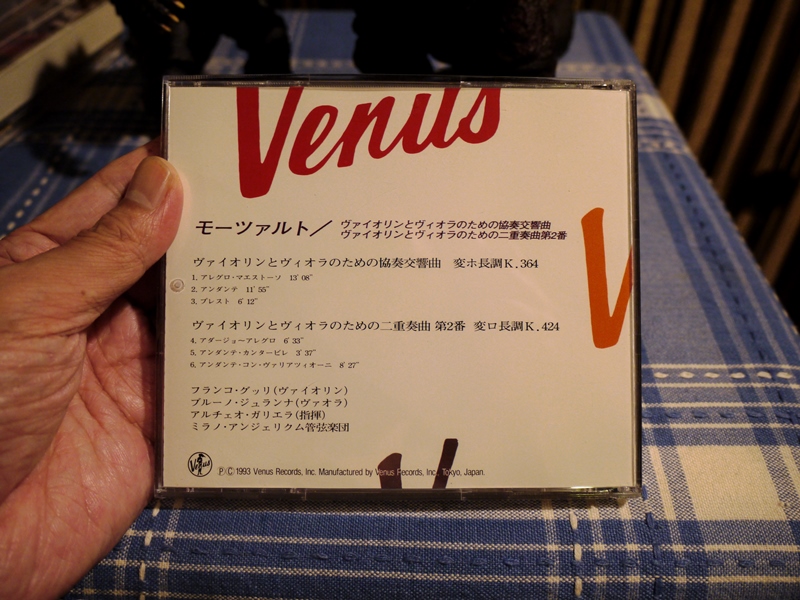 Venus
モーツァルト／
ヴァイオリンとヴィオラのための協奏交響曲
ヴァイオリンとヴィオラのための二重奏曲第2番
ヴァイオリンとヴィオラのための協奏交響曲　変ホ長調K.364
1. アレグロ・マエストーソ　13′08″
2. アンダンテ　11′55″
3. プレスト　6′12″
ヴァイオリンとヴィオラのための二重奏曲 第2番　変ロ長調K.424
4. アダージョーアレグロ　6′33″
5. アンダンテ・カンタービレ　3′37″
6. アンダンテ・コン・ヴァリアツィオーニ　8′27″
フランコ・グッリ(ヴァイオリン)
ブルーノ・ジュランナ(ヴァオラ)
アルチェオ・ガリエラ(指揮)
ミラノ・アンジェリクム管弦楽団
Venus
Ⓟ© 1993 Venus Records, Inc. Manufactured by Venus Records, Inc., Tokyo, Japan.
V
V